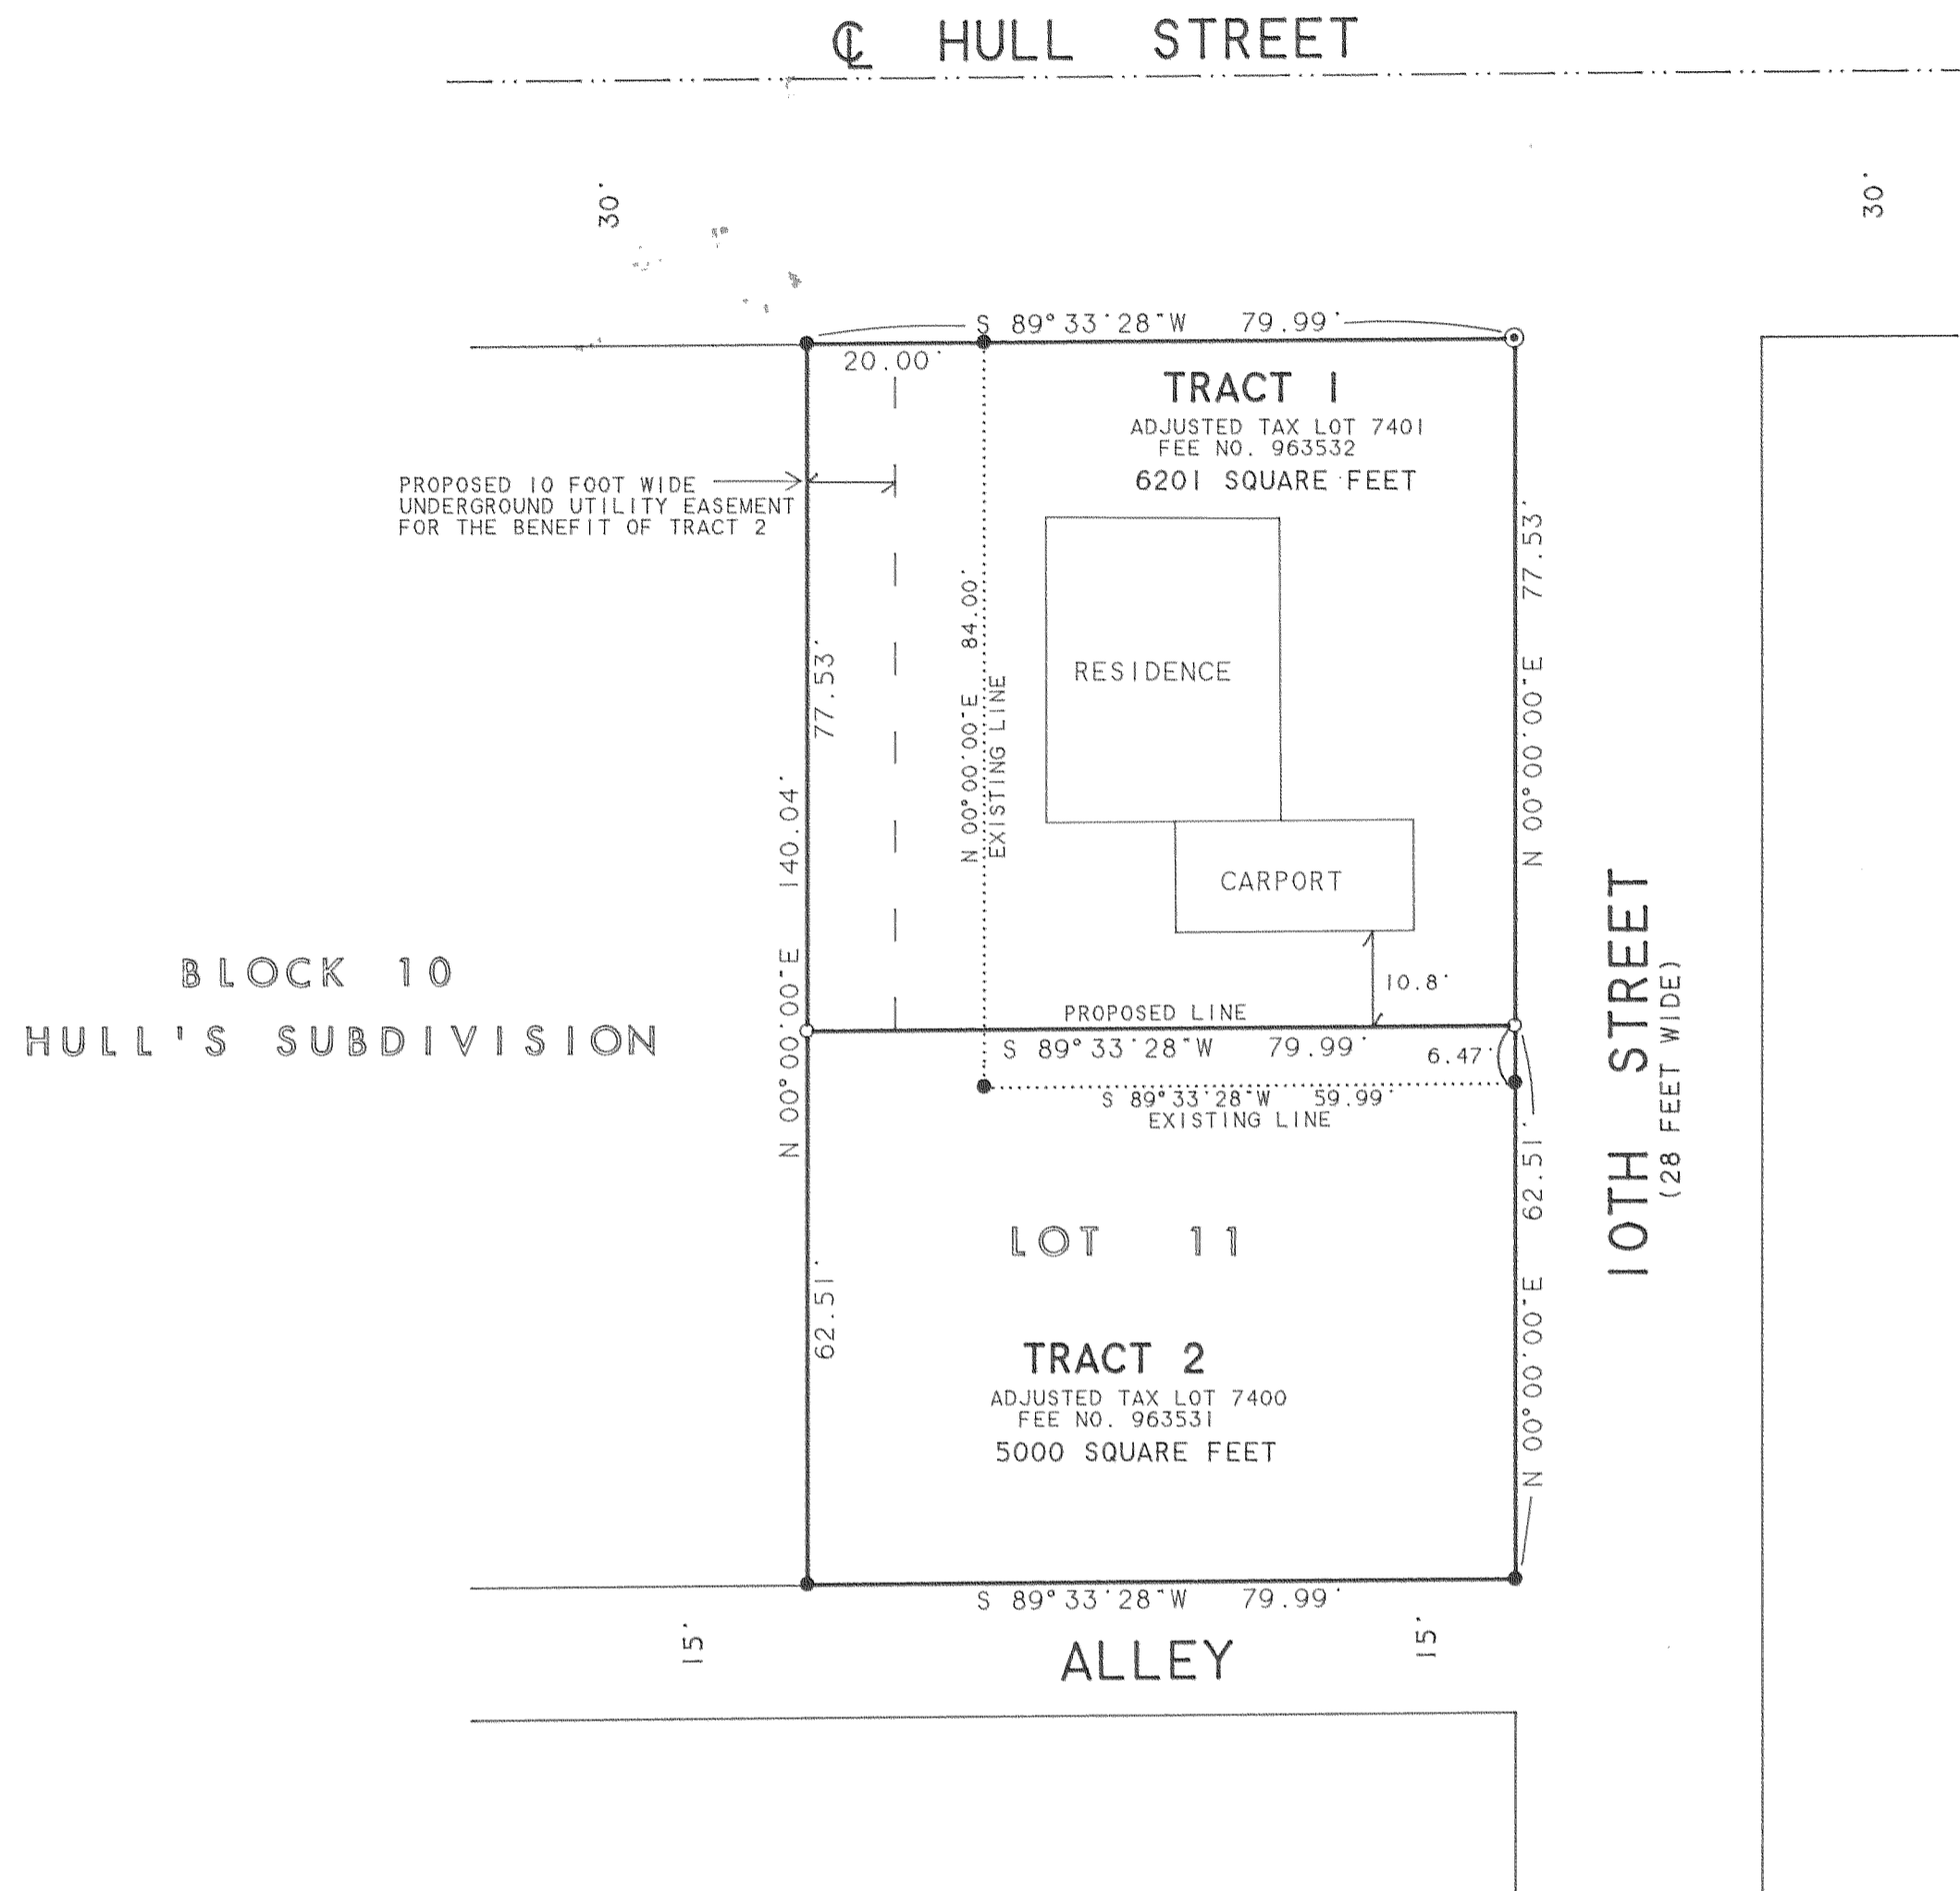 ℄ HULL STREET
30'
30'
S 89°33'28"W 79.99'
20.00'
TRACT 1
ADJUSTED TAX LOT 7401
FEE NO. 963532
6201 SQUARE FEET
PROPOSED 10 FOOT WIDE
UNDERGROUND UTILITY EASEMENT
FOR THE BENEFIT OF TRACT 2
N 00°00'00"E 77.53'
N 00°00'00"E 84.00'
EXISTING LINE
77.53'
RESIDENCE
N 00°00'00"E 140.04'
CARPORT
10.8'
BLOCK 10
HULL'S SUBDIVISION
PROPOSED LINE
S 89°33'28"W 79.99'
6.47'
S 89°33'28"W 59.99'
EXISTING LINE
10TH STREET
(28 FEET WIDE)
N 00°00'00"E 62.51'
LOT 11
62.51'
TRACT 2
ADJUSTED TAX LOT 7400
FEE NO. 963531
5000 SQUARE FEET
S 89°33'28"W 79.99'
15'
15'
ALLEY